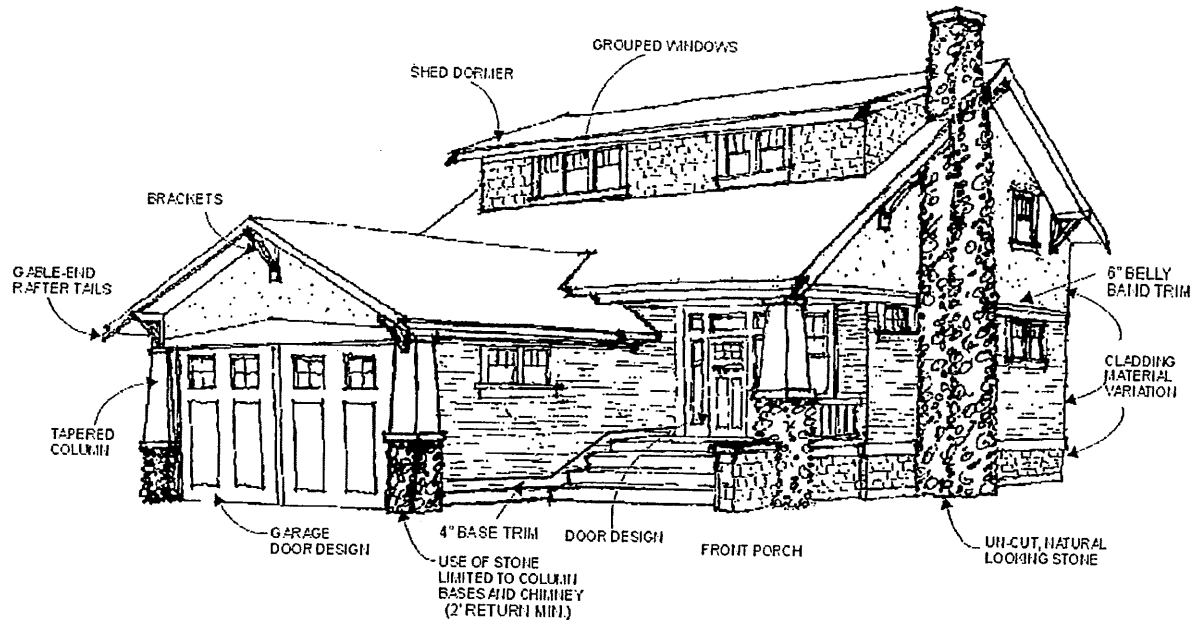 GROUPED WINDOWS
SHED DORMER
BRACKETS
GABLE-END
RAFTER TAILS
6" BELLY
BAND TRIM
CLADDING
MATERIAL
VARIATION
TAPERED
COLUMN
GARAGE
DOOR DESIGN
4" BASE TRIM
DOOR DESIGN
FRONT PORCH
UN-CUT, NATURAL
LOOKING STONE
USE OF STONE
LIMITED TO COLUMN
BASES AND CHIMNEY
(2' RETURN MIN.)